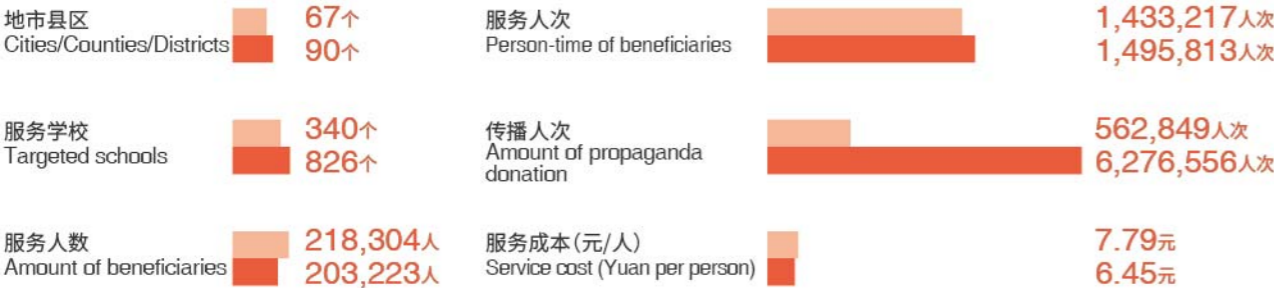 地市县区
Cities/Counties/Districts
67个
90个
服务人次
Person-time of beneficiaries
1,433,217人次
1,495,813人次
服务学校
Targeted schools
340个
826个
传播人次
Amount of propaganda
donation
562,849人次
6,276,556人次
服务人数
Amount of beneficiaries
218,304人
203,223人
服务成本(元/人)
Service cost (Yuan per person)
7.79元
6.45元